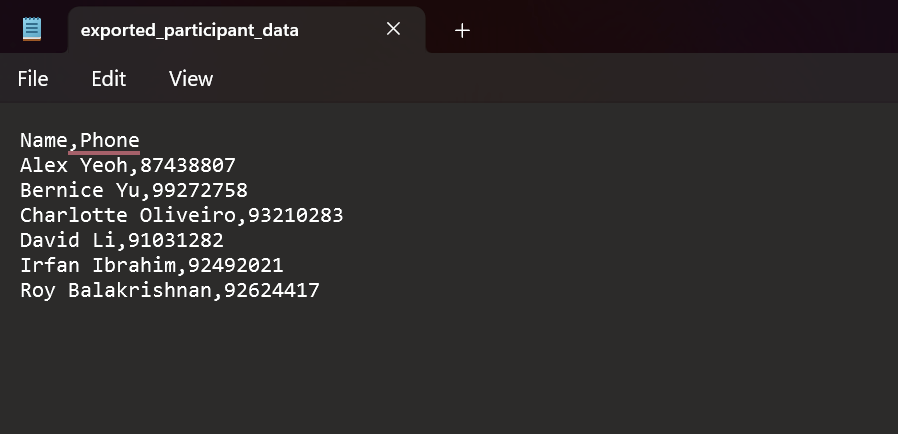 exported_participant_data
File Edit View
Name,Phone
Alex Yeoh,87438807
Bernice Yu,99272758
Charlotte Oliveiro,93210283
David Li,91031282
Irfan Ibrahim,92492021
Roy Balakrishnan,92624417